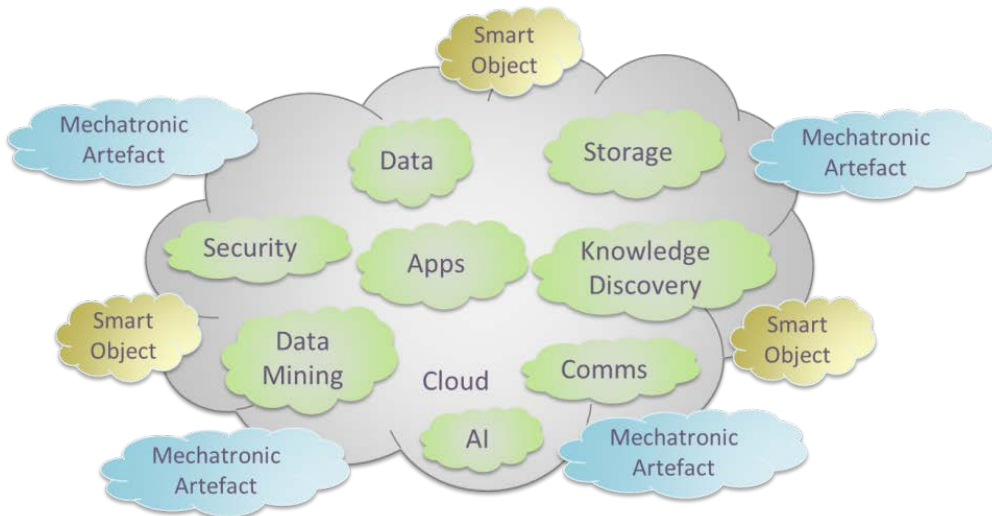 Smart
Object
Mechatronic
Artefact
Data
Storage
Mechatronic
Artefact
Security
Apps
Knowledge
Discovery
Smart
Object
Data
Mining
Cloud
Comms
Smart
Object
AI
Mechatronic
Artefact
Mechatronic
Artefact